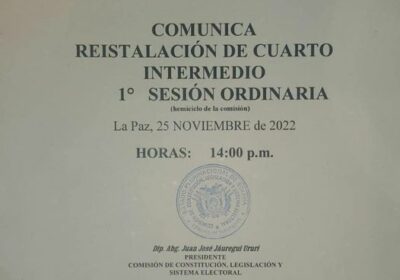 COMUNICA
REISTALACIÓN DE CUARTO
INTERMEDIO
1° SESIÓN ORDINARIA
(hemiciclo de la comisión)
La Paz, 25 NOVIEMBRE de 2022
HORAS: 14:00 p.m.
Dip. Abg. Juan José Jáuregui Ururi
PRESIDENTE
COMISIÓN DE CONSTITUCIÓN, LEGISLACIÓN Y
SISTEMA ELECTORAL